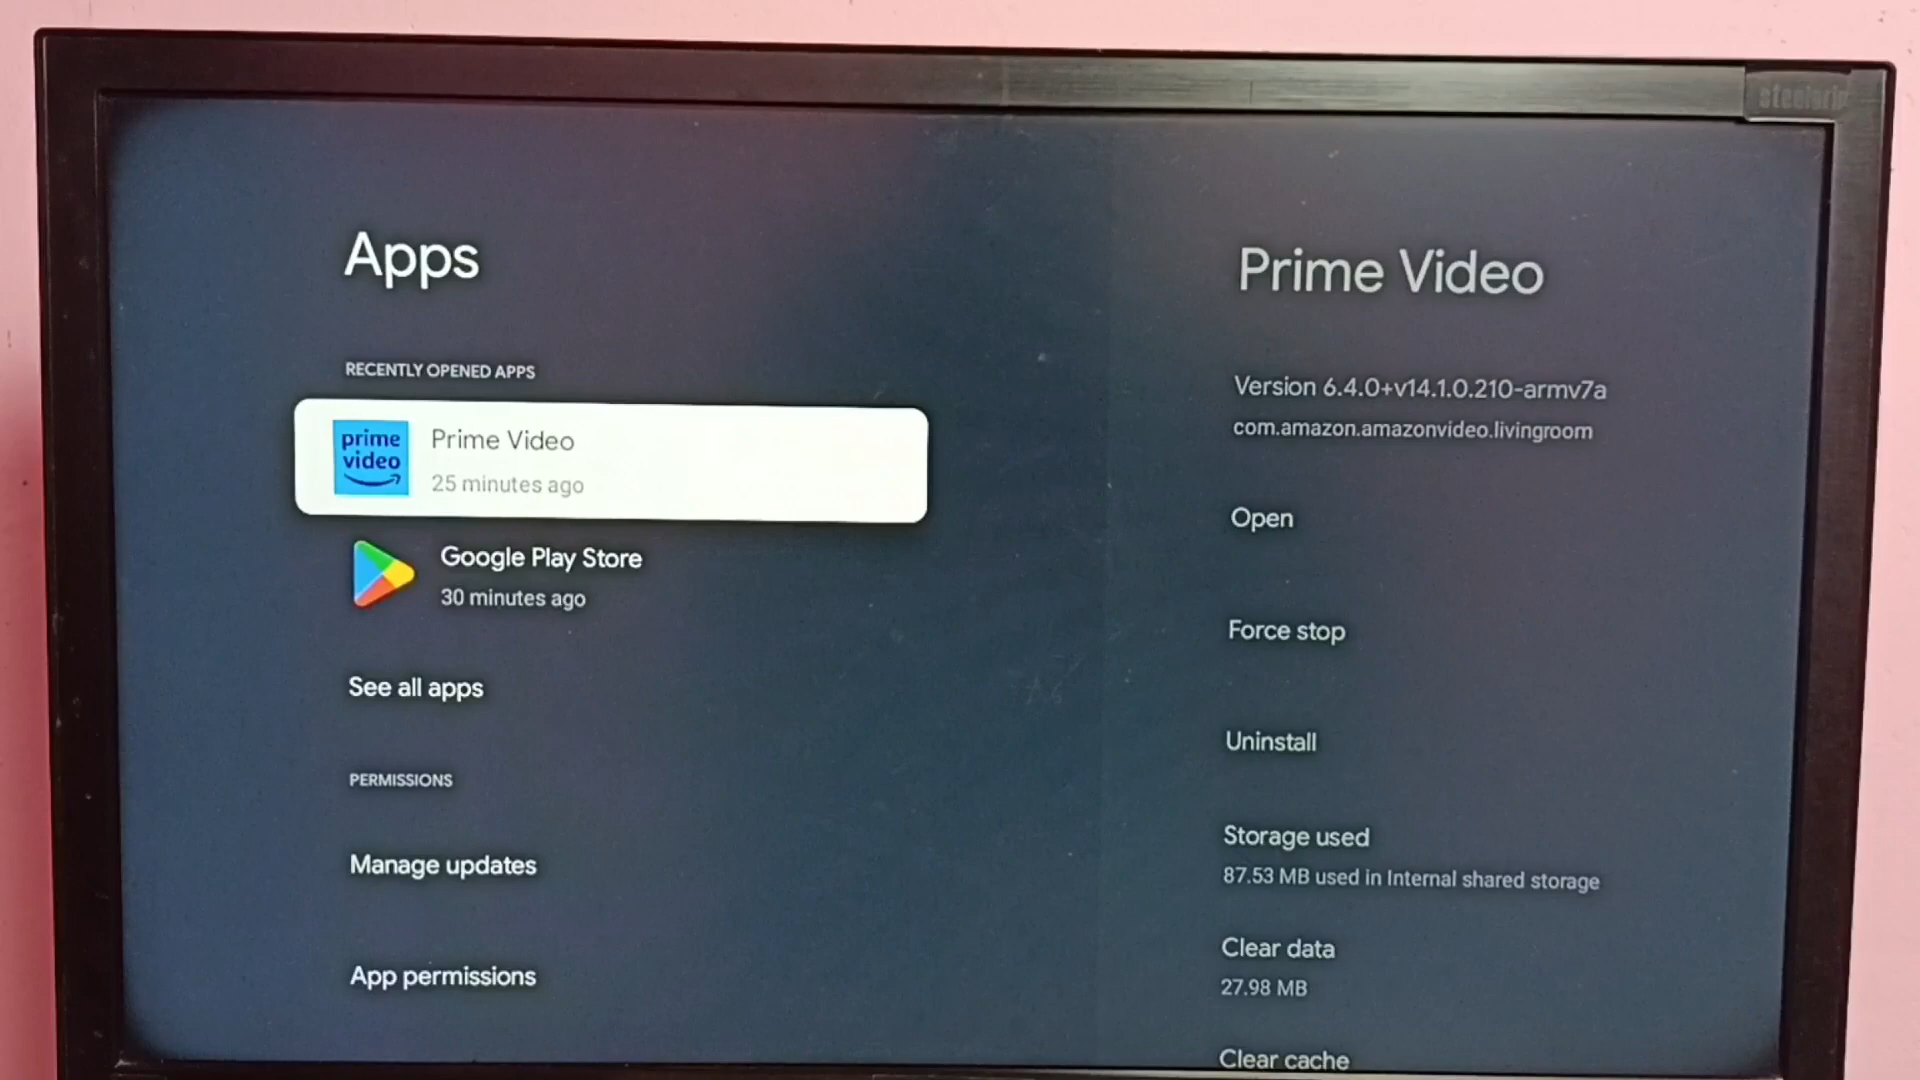 Apps
RECENTLY OPENED APPS
prime
video
Prime Video
25 minutes ago
Google Play Store
30 minutes ago
See all apps
PERMISSIONS
Manage updates
App permissions
Prime Video
Version 6.4.0+v14.1.0.210-armv7a
com.amazon.amazonvideo.livingroom
Open
Force stop
Uninstall
Storage used
87.53 MB used in Internal shared storage
Clear data
27.98 MB
Clear cache